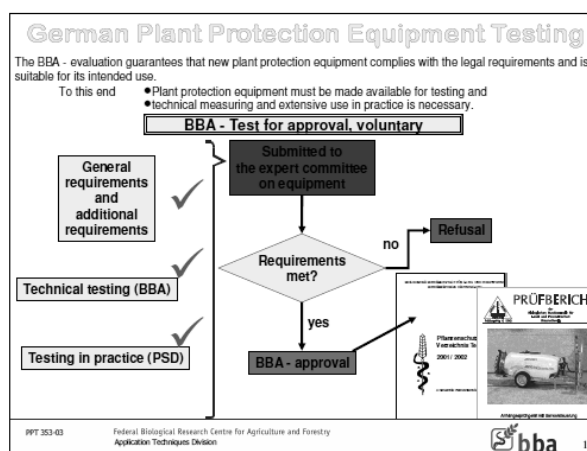 German Plant Protection Equipment Testing
The BBA - evaluation guarantees that new plant protection equipment complies with the legal requirements and is
suitable for its intended use.
To this end
●Plant protection equipment must be made available for testing and
●technical measuring and extensive use in practice is necessary.
BBA - Test for approval, voluntary
General
requirements
and
additional
requirements
Technical testing (BBA)
Testing in practice (PSD)
Submitted to
the expert committee
on equipment
Requirements
met?
no
Refusal
yes
BBA - approval
Pflanzenschutz
Verzeichnis Te
2001 / 2002
PRÜFBERICH
PPT 353-03
Federal Biological Research Centre for Agriculture and Forestry
Application Techniques Division
bba
1